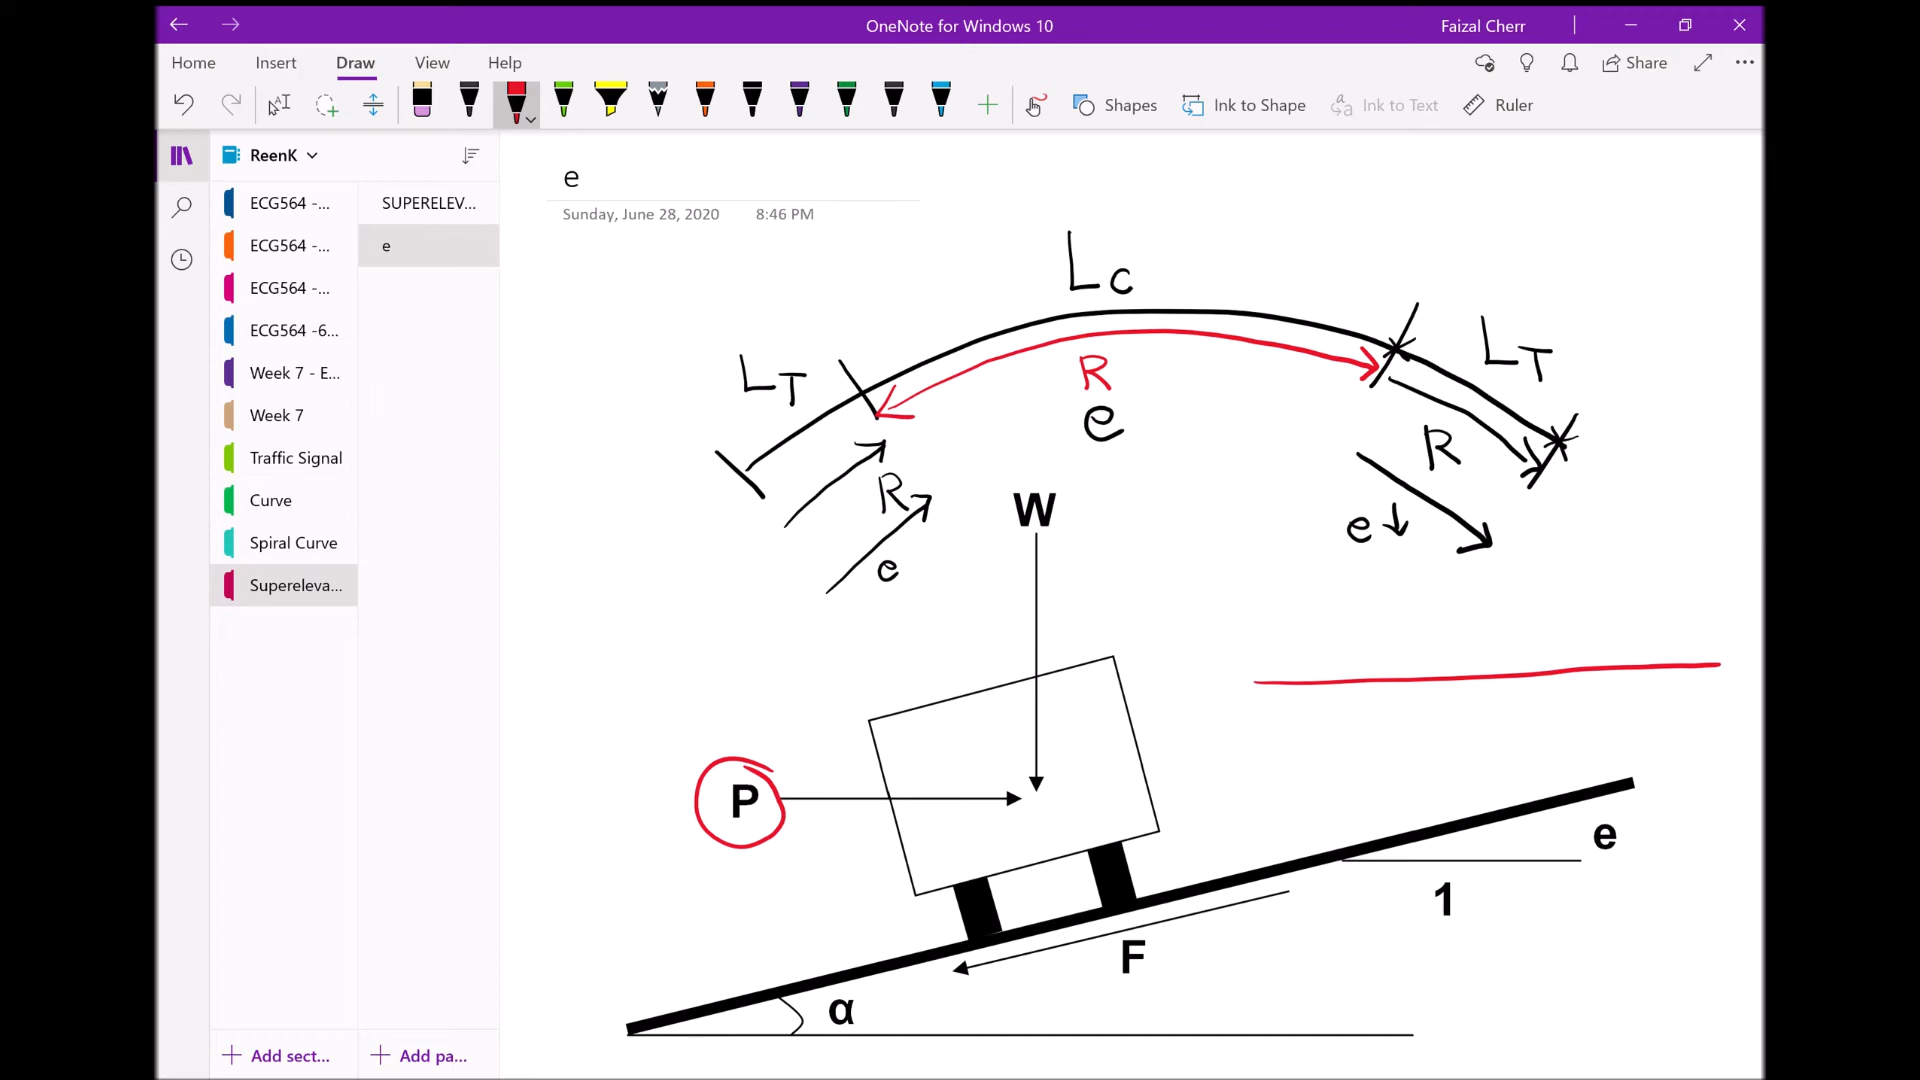 OneNote for Windows 10
Faizal Cherr
Home Insert Draw View Help
Share
Shapes Ink to Shape Ink to Text Ruler
ReenK
ECG564 -...
ECG564 -...
ECG564 -...
ECG564 -6...
Week 7 - E...
Week 7
Traffic Signal
Curve
Spiral Curve
Supereleva...
Add sect...
SUPERELEV...
e
Add pa...
e
Sunday, June 28, 2020 8:46 PM
Lc
LT
LT
R
e
R
R
e
e↓
W
P
e
1
F
α